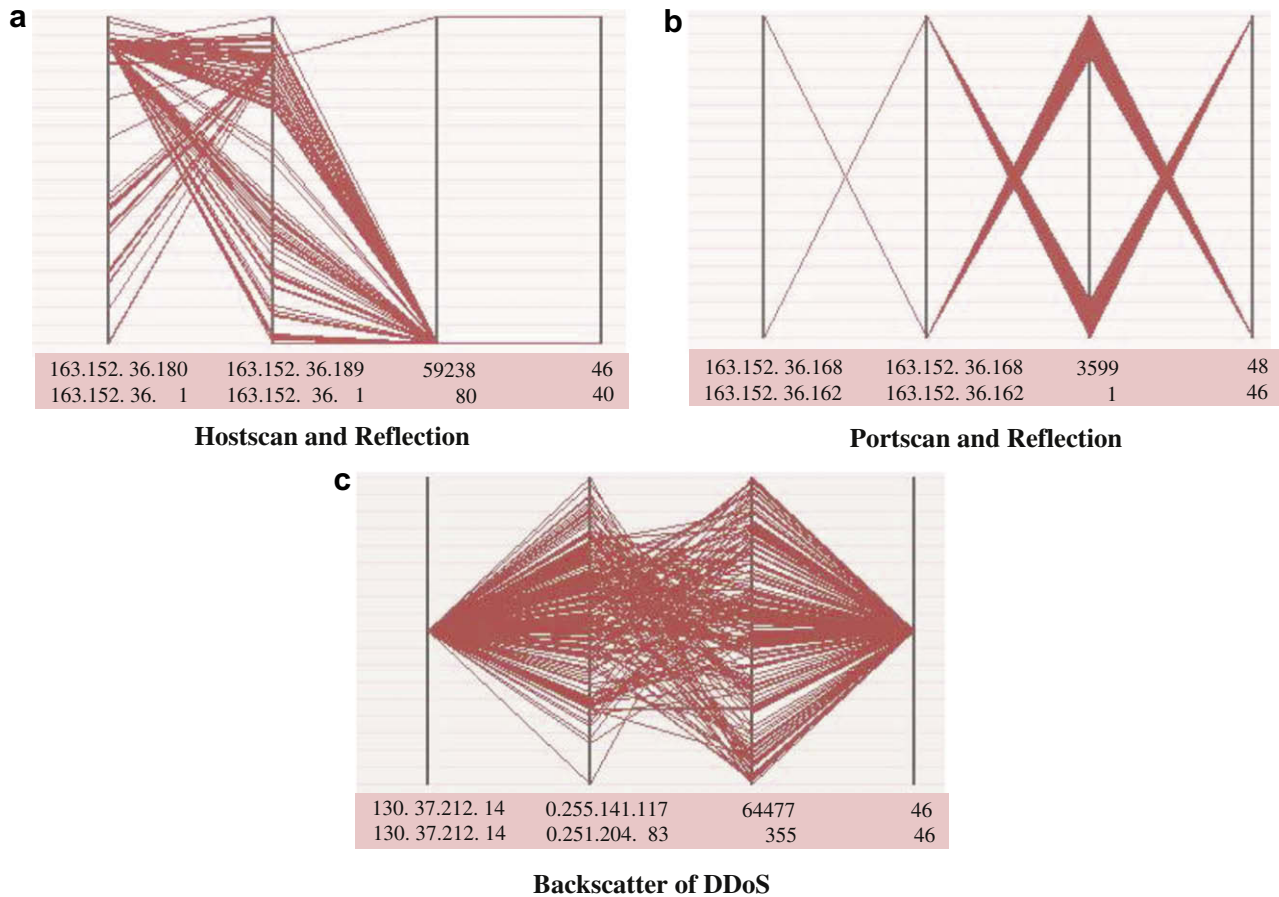 a
163.152. 36.180 163.152. 36.189 59238 46
163.152. 36. 1 163.152. 36. 1 80 40
Hostscan and Reflection
b
163.152. 36.168 163.152. 36.168 3599 48
163.152. 36.162 163.152. 36.162 1 46
Portscan and Reflection
c
130. 37.212. 14 0.255.141.117 64477 46
130. 37.212. 14 0.251.204. 83 355 46
Backscatter of DDoS